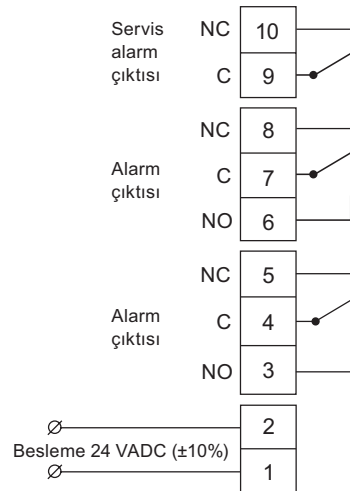 Servis
alarm
çıktısı
NC 10
C 9
NC 8
Alarm
çıktısı
C 7
NO 6
NC 5
Alarm
çıktısı
C 4
NO 3
2
Besleme 24 VADC (±10%)
1